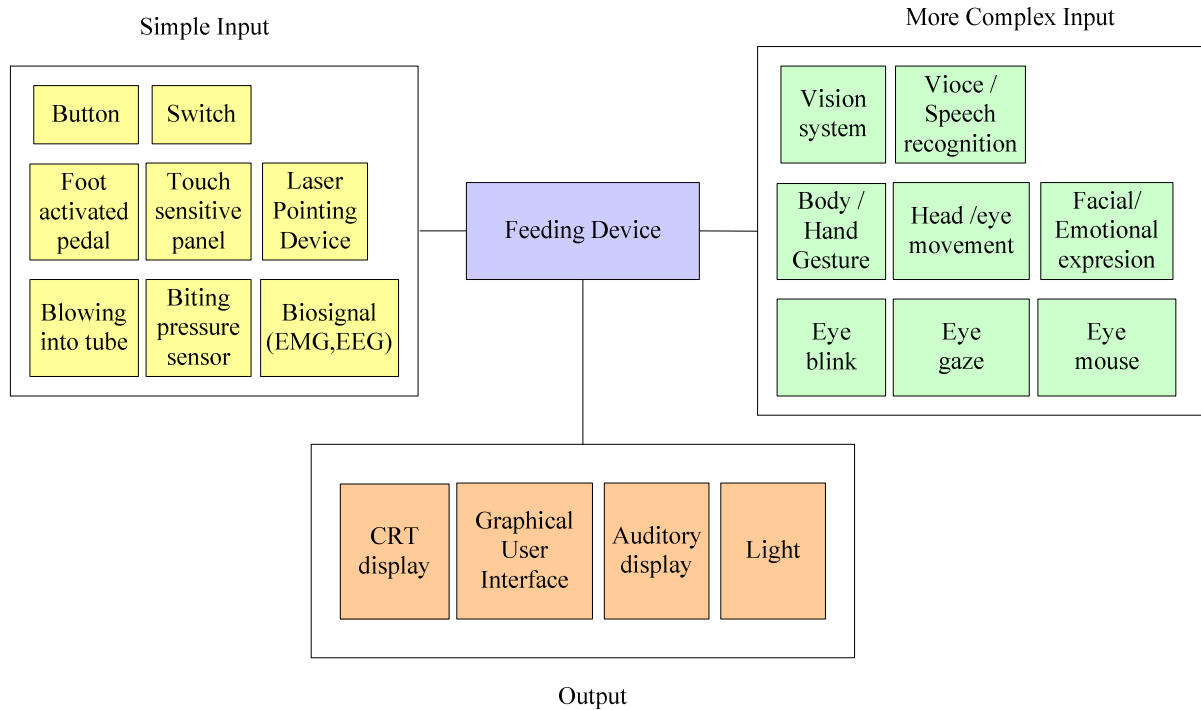 Simple Input
More Complex Input
Button
Switch
Foot
activated
pedal
Touch
sensitive
panel
Laser
Pointing
Device
Blowing
into tube
Biting
pressure
sensor
Biosignal
(EMG,EEG)
Feeding Device
Vision
system
Vioce /
Speech
recognition
Body /
Hand
Gesture
Head /eye
movement
Facial/
Emotional
expresion
Eye
blink
Eye
gaze
Eye
mouse
CRT
display
Graphical
User
Interface
Auditory
display
Light
Output